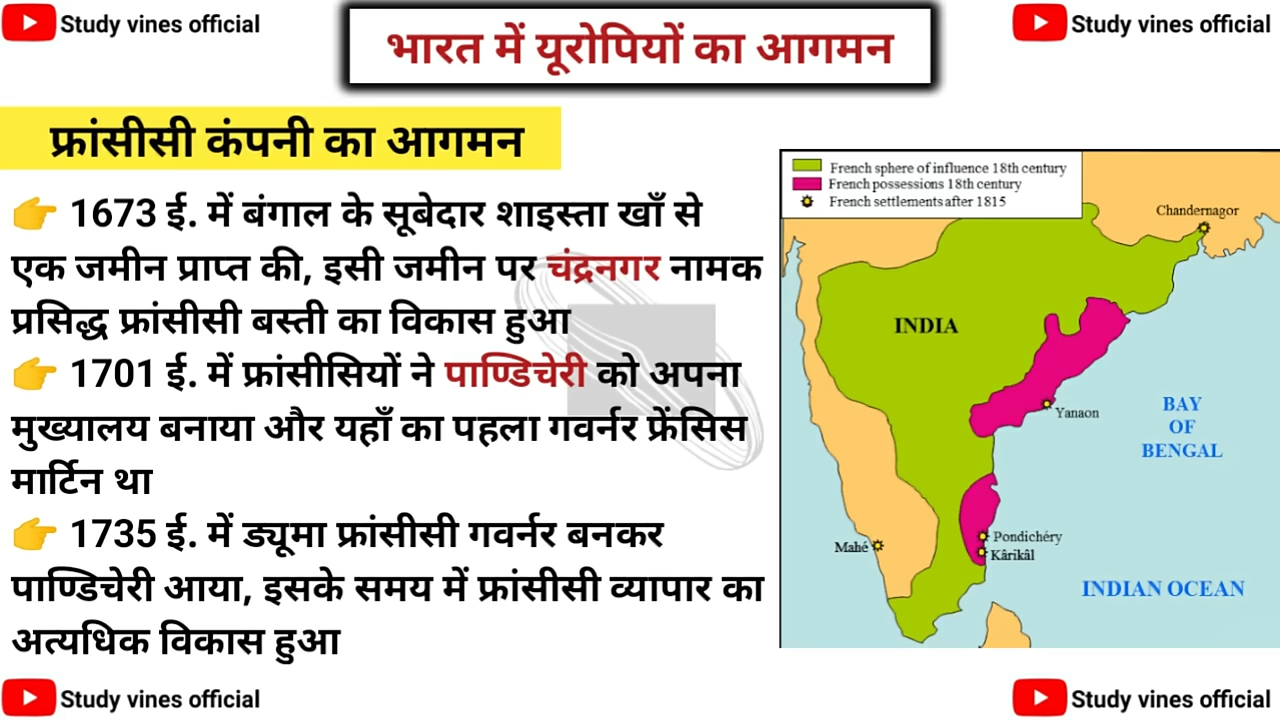 Study vines official
Study vines official
भारत में यूरोपियों का आगमन
फ्रांसीसी कंपनी का आगमन
👉 1673 ई. में बंगाल के सूबेदार शाइस्ता खाँ से
एक जमीन प्राप्त की, इसी जमीन पर चंद्रनगर नामक
प्रसिद्ध फ्रांसीसी बस्ती का विकास हुआ
👉 1701 ई. में फ्रांसीसियों ने पाण्डिचेरी को अपना
मुख्यालय बनाया और यहाँ का पहला गवर्नर फ्रेंसिस
मार्टिन था
👉 1735 ई. में ड्यूमा फ्रांसीसी गवर्नर बनकर
पाण्डिचेरी आया, इसके समय में फ्रांसीसी व्यापार का
अत्यधिक विकास हुआ
French sphere of influence 18th century
French possessions 18th century
French settlements after 1815
Chandernagor
INDIA
Yanaon
BAY
OF
BENGAL
Pondichéry
Mahé
Kârikâl
INDIAN OCEAN
Study vines official
Study vines official